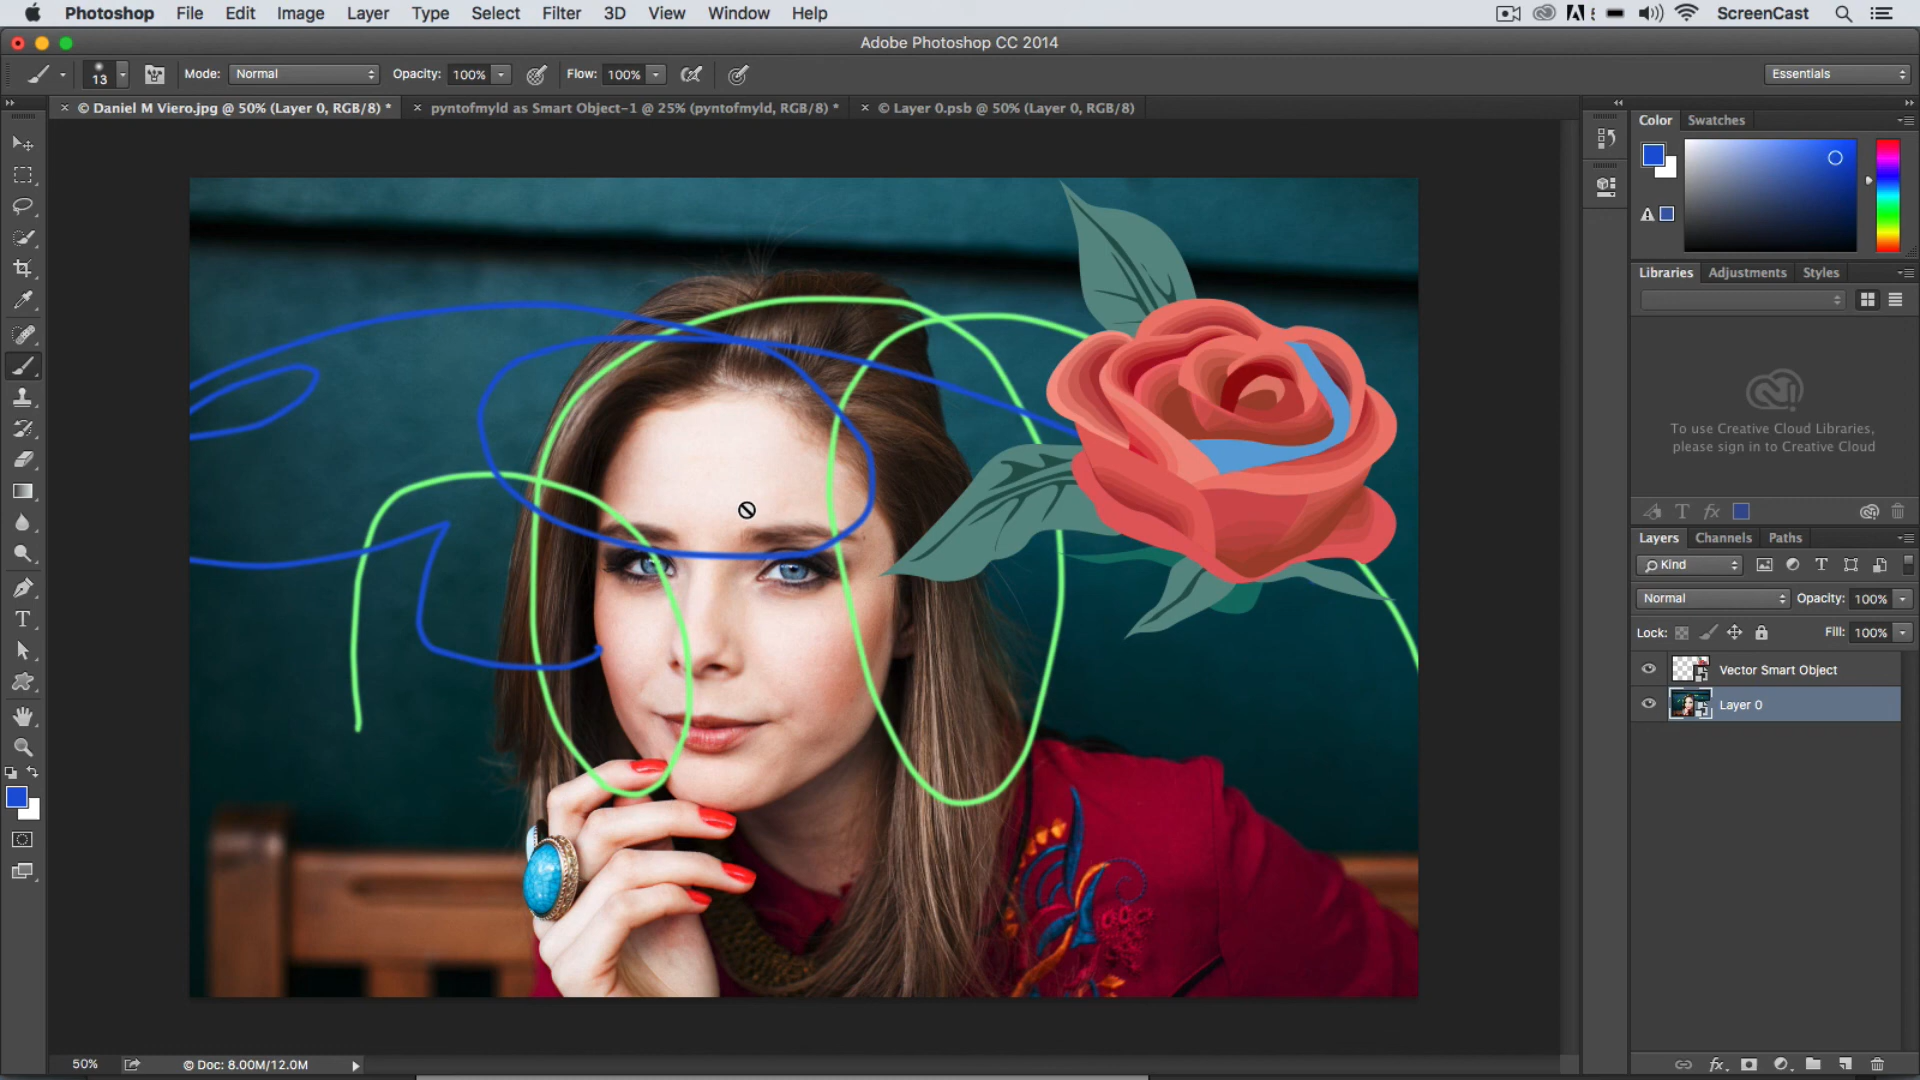 Photoshop File Edit Image Layer Type Select Filter 3D View Window Help ScreenCast
Adobe Photoshop CC 2014
13 Mode: Normal Opacity: 100% Flow: 100% Essentials
© Daniel M Viero.jpg @ 50% (Layer 0, RGB/8) * pyntofmyld as Smart Object-1 @ 25% (pyntofmyld, RGB/8) * © Layer 0.psb @ 50% (Layer 0, RGB/8)
Color Swatches
Libraries Adjustments Styles
To use Creative Cloud Libraries,
please sign in to Creative Cloud
Layers Channels Paths
Kind
Normal Opacity: 100%
Lock: Fill: 100%
Vector Smart Object
Layer 0
50% © Doc: 8.00M/12.0M